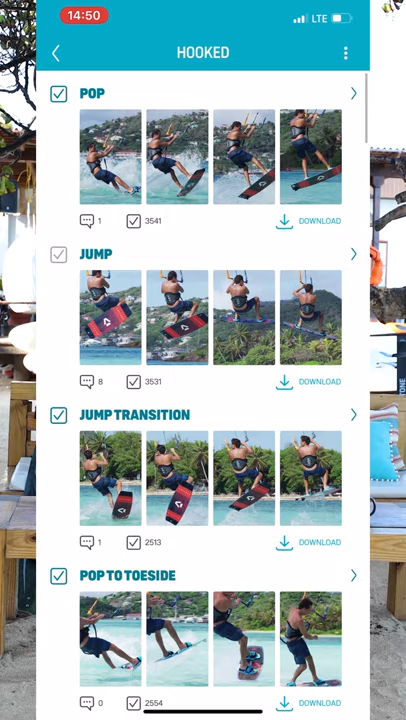 14:50
LTE
HOOKED
POP
1
3541
DOWNLOAD
JUMP
8
3531
DOWNLOAD
JUMP TRANSITION
1
2513
DOWNLOAD
POP TO TOESIDE
0
2554
DOWNLOAD
TONE